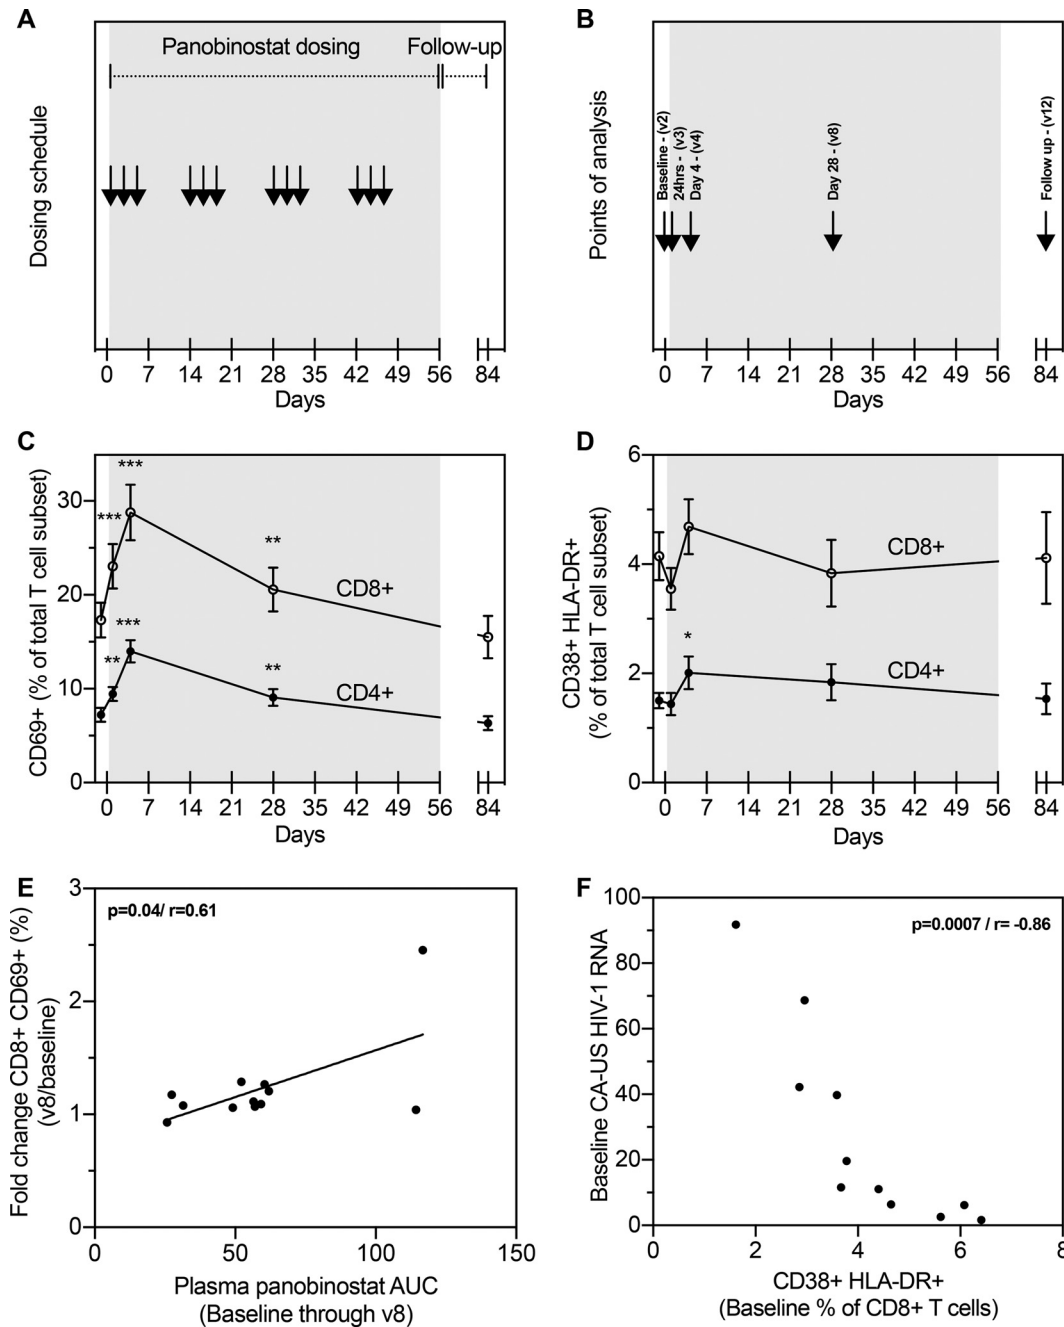 A
Panobinostat dosing
Follow-up
Dosing schedule
0 7 14 21 28 35 42 49 56 84
Days
B
Points of analysis
Baseline - (v2)
24hrs - (v3)
Day 4 - (v4)
Day 28 - (v8)
Follow up - (v12)
0 7 14 21 28 35 42 49 56 84
Days
C
CD69+ (% of total T cell subset)
30
20
10
0
***
***
**
CD8+
**
***
**
CD4+
0 7 14 21 28 35 42 49 56 84
Days
D
CD38+ HLA-DR+
(% of total T cell subset)
6
4
2
0
CD8+
*
CD4+
0 7 14 21 28 35 42 49 56 84
Days
E
Fold change CD8+ CD69+ (%)
(v8/baseline)
3
2
1
0
p=0.04/ r=0.61
0 50 100 150
Plasma panobinostat AUC
(Baseline through v8)
F
Baseline CA-US HIV-1 RNA
100
80
60
40
20
0
p=0.0007 / r= -0.86
0 2 4 6 8
CD38+ HLA-DR+
(Baseline % of CD8+ T cells)